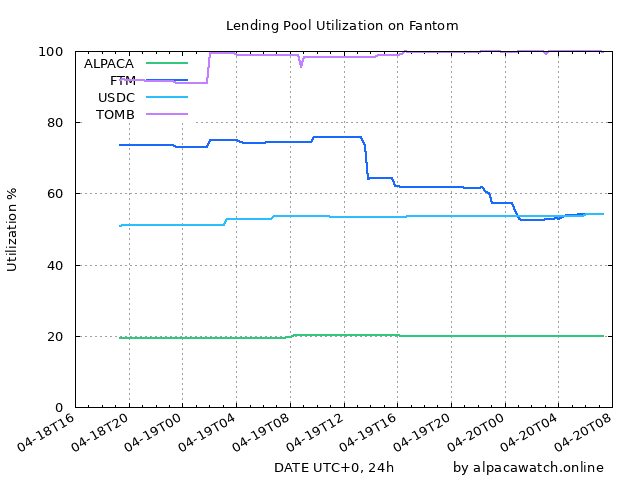 Lending Pool Utilization on Fantom
100
80
60
40
20
0
Utilization %
ALPACA
FTM
USDC
TOMB
04-18T16
04-18T20
04-19T00
04-19T04
04-19T08
04-19T12
04-19T16
04-19T20
04-20T00
04-20T04
04-20T08
DATE UTC+0, 24h
by alpacawatch.online